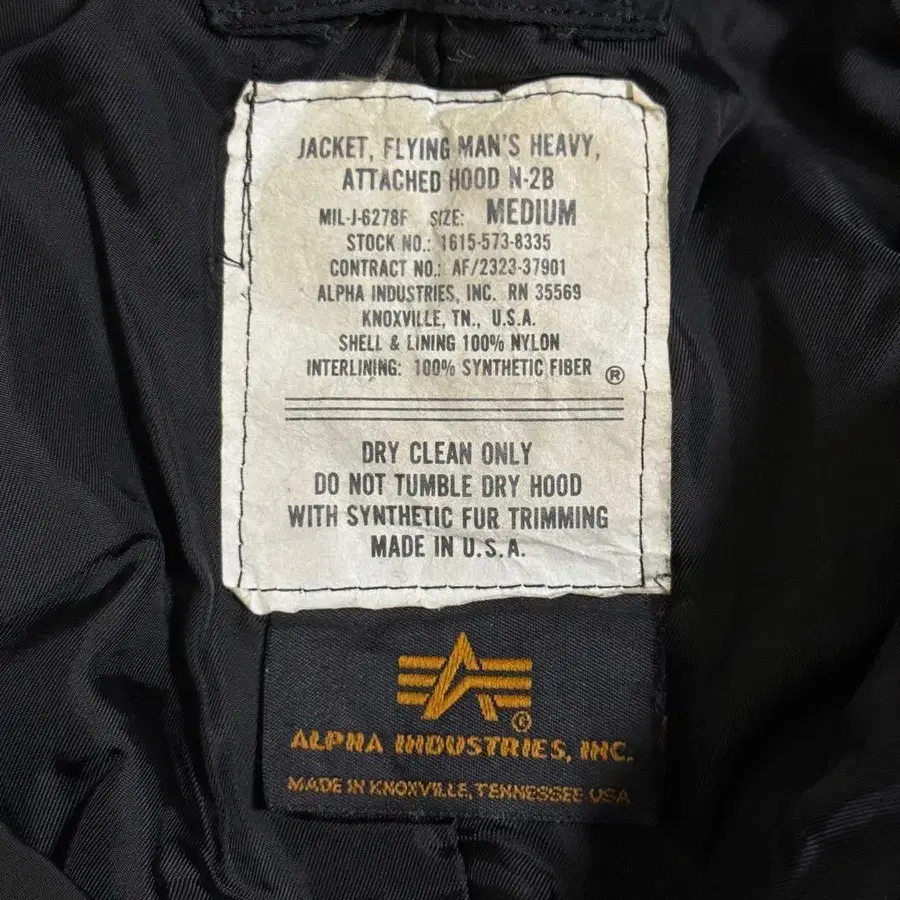 JACKET, FLYING MAN'S HEAVY,
ATTACHED HOOD N-2B
MIL-J-6278F SIZE: MEDIUM
STOCK NO.: 1615-573-8335
CONTRACT NO.: AF/2323-37901
ALPHA INDUSTRIES, INC. RN 35569
KNOXVILLE, TN., U.S.A.
SHELL & LINING 100% NYLON
INTERLINING: 100% SYNTHETIC FIBER ®
DRY CLEAN ONLY
DO NOT TUMBLE DRY HOOD
WITH SYNTHETIC FUR TRIMMING
MADE IN U.S.A.
®
ALPHA INDUSTRIES, INC.
MADE IN KNOXVILLE, TENNESSEE USA